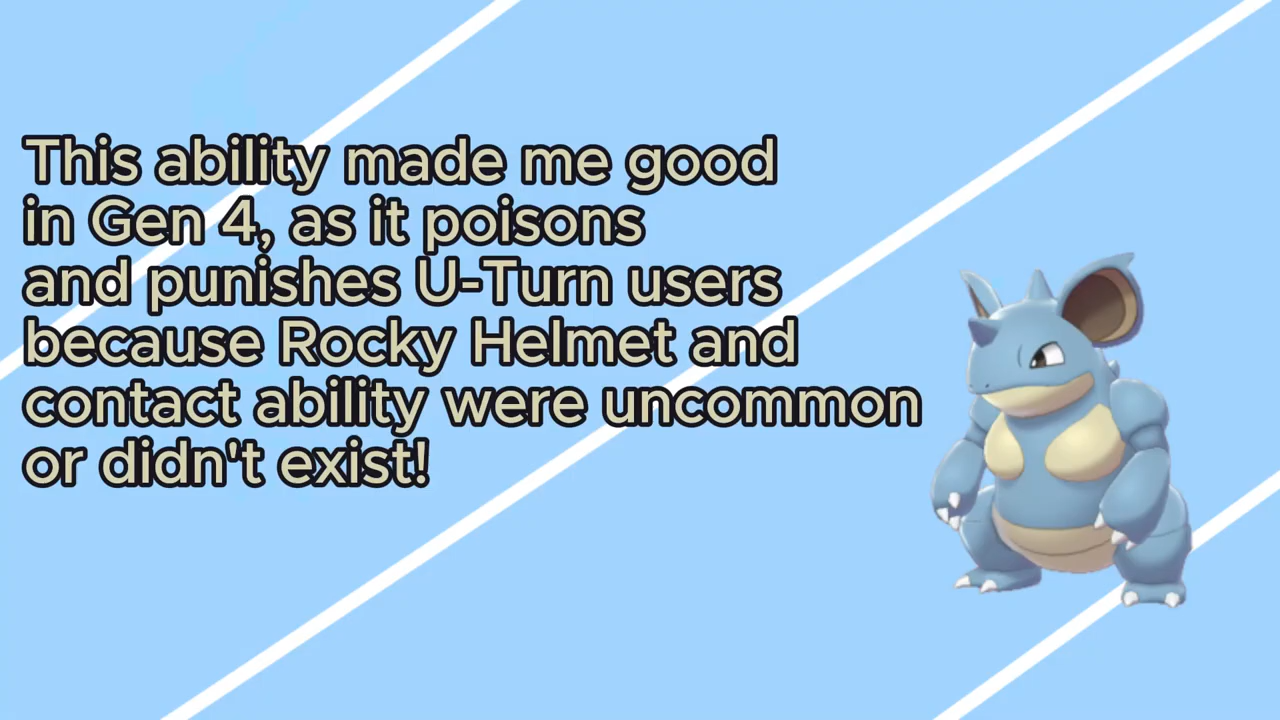 This ability made me good
in Gen 4, as it poisons
and punishes U-Turn users
because Rocky Helmet and
contact ability were uncommon
or didn't exist!